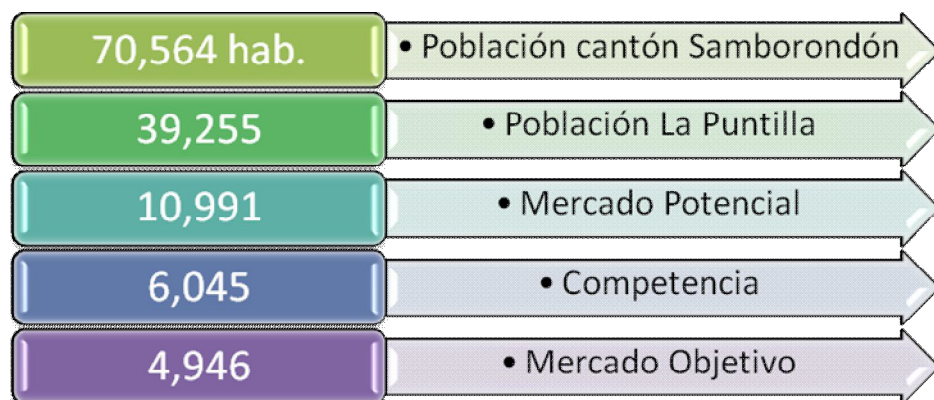 70,564 hab.
• Población cantón Samborondón
39,255
• Población La Puntilla
10,991
• Mercado Potencial
6,045
• Competencia
4,946
• Mercado Objetivo